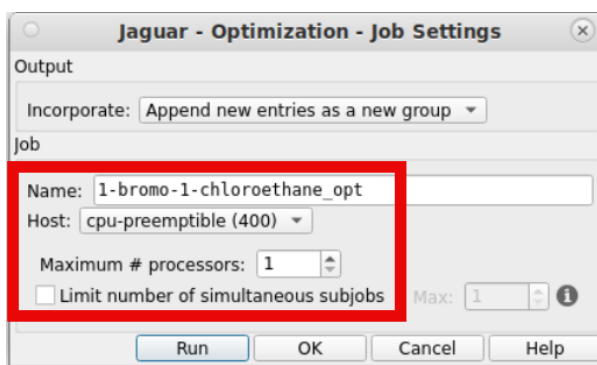 Jaguar - Optimization - Job Settings
Output
Incorporate: Append new entries as a new group
Job
Name: 1-bromo-1-chloroethane_opt
Host: cpu-preemptible (400)
Maximum # processors: 1
Limit number of simultaneous subjobs Max: 1
Run OK Cancel Help